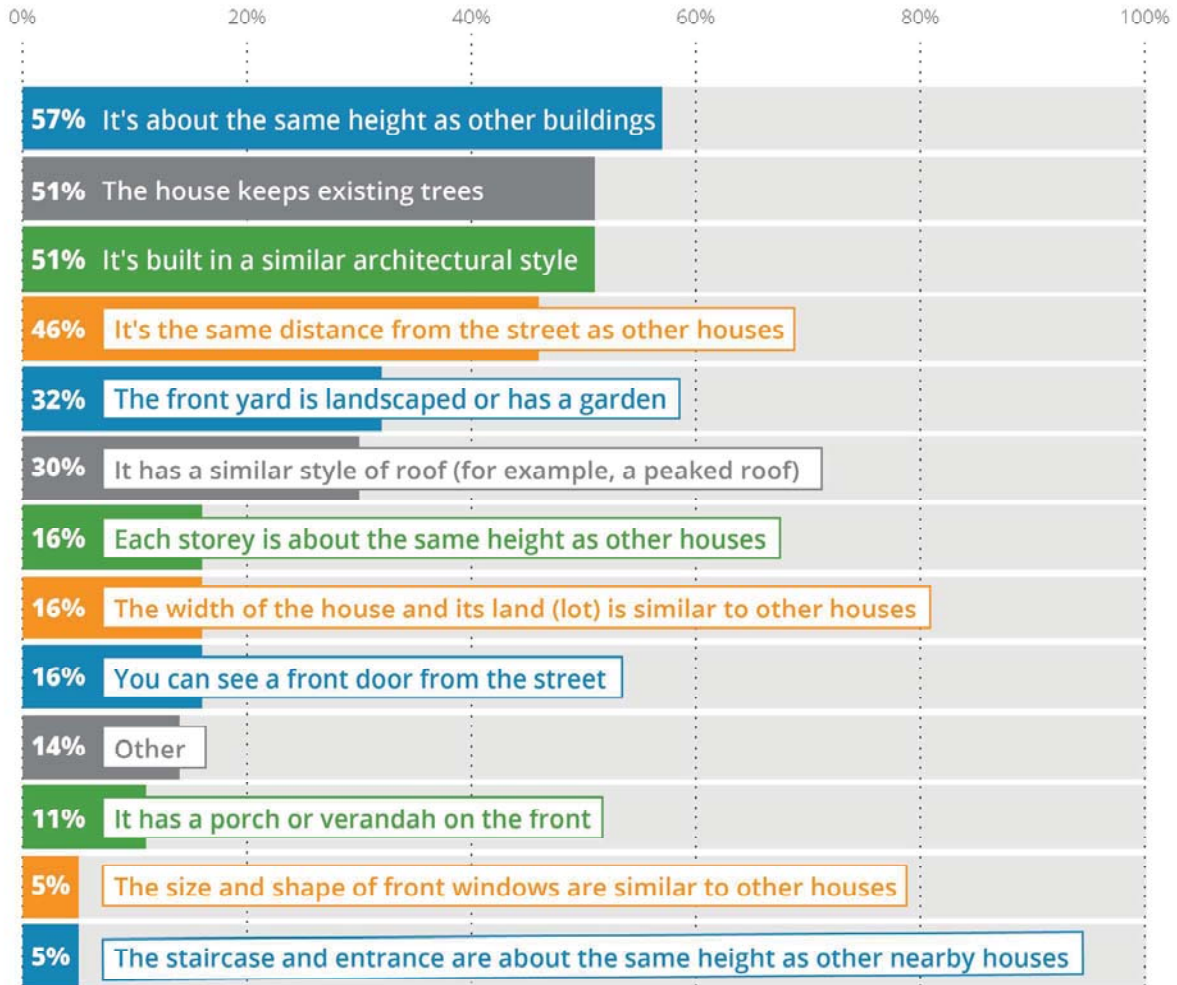 0% 20% 40% 60% 80% 100%
57% It's about the same height as other buildings
51% The house keeps existing trees
51% It's built in a similar architectural style
46% It's the same distance from the street as other houses
32% The front yard is landscaped or has a garden
30% It has a similar style of roof (for example, a peaked roof)
16% Each storey is about the same height as other houses
16% The width of the house and its land (lot) is similar to other houses
16% You can see a front door from the street
14% Other
11% It has a porch or verandah on the front
5% The size and shape of front windows are similar to other houses
5% The staircase and entrance are about the same height as other nearby houses